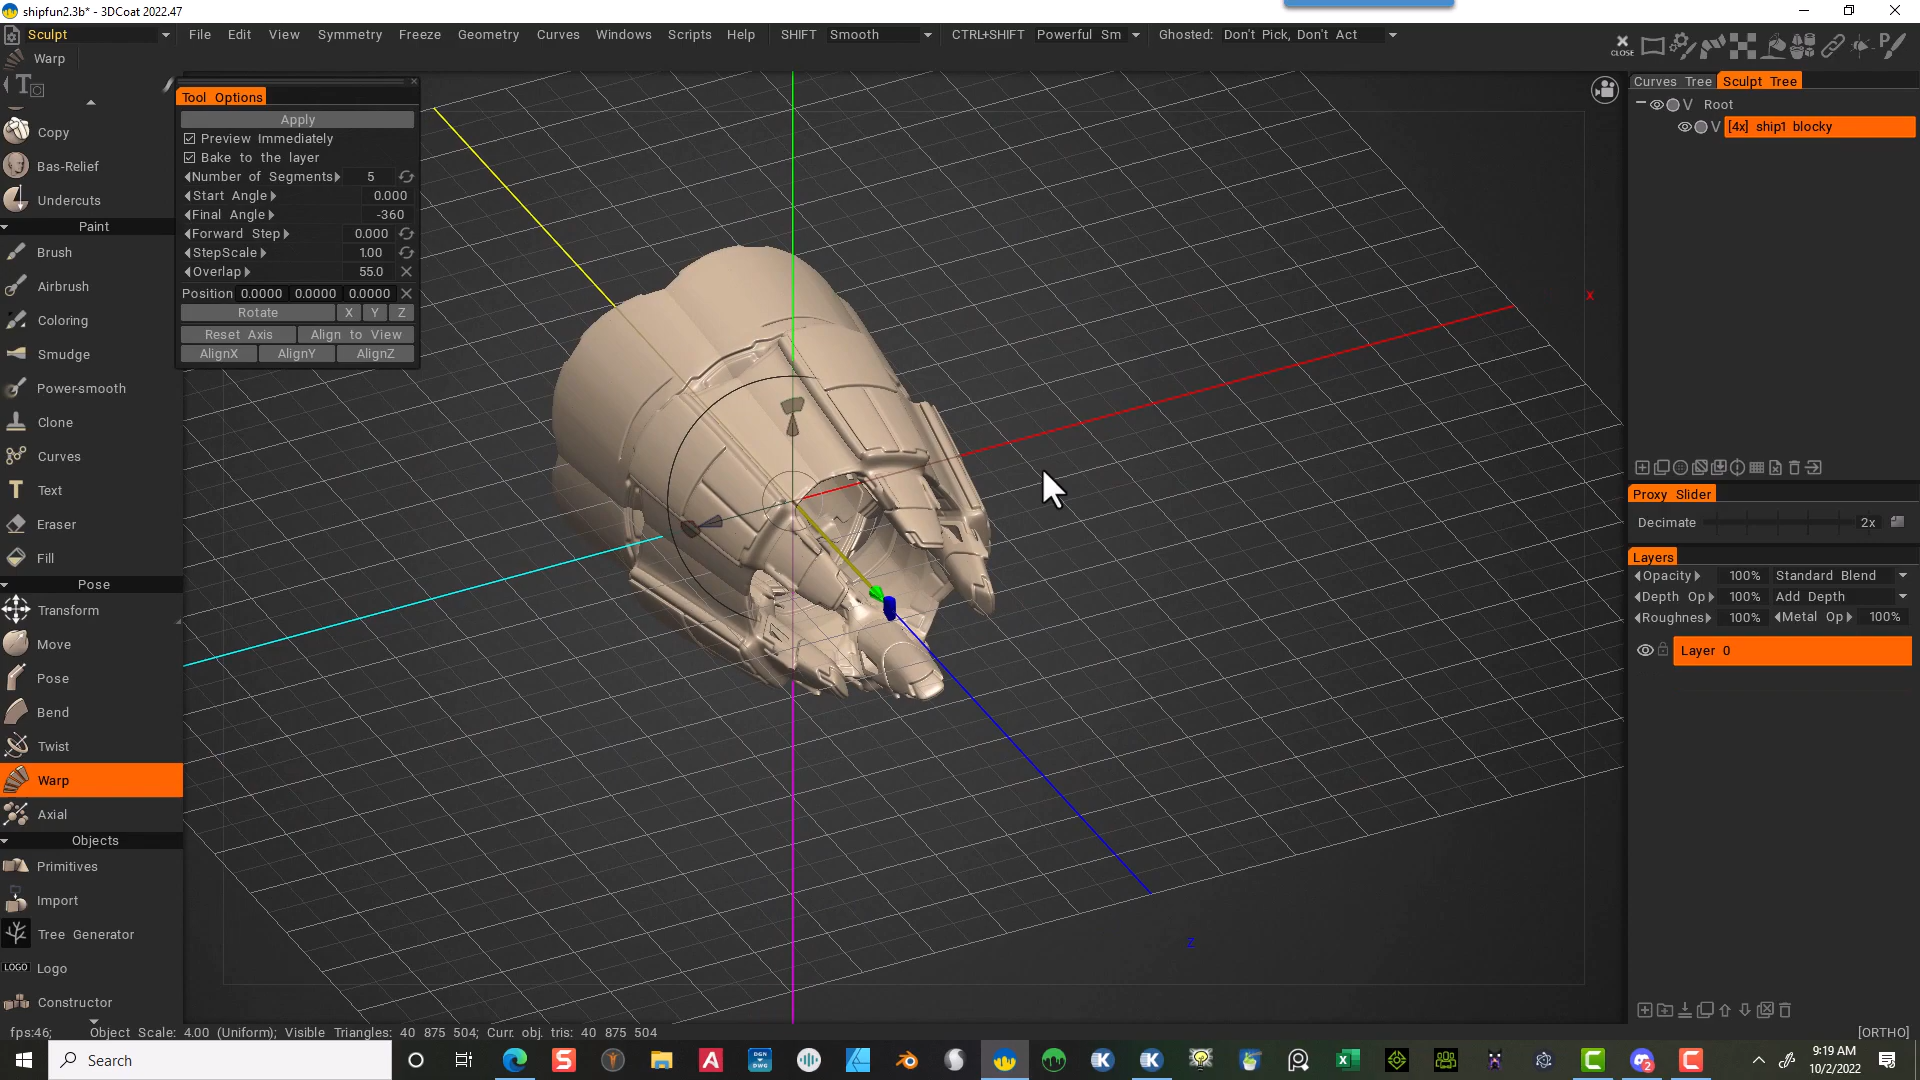 shipfun2.3b* - 3DCoat 2022.47
Sculpt File Edit View Symmetry Freeze Geometry Curves Windows Scripts Help SHIFT Smooth CTRL+SHIFT Powerful Sm Ghosted: Don't Pick, Don't Act CLOSE
Warp
Tool Options
Apply
Preview Immediately
Bake to the layer
Number of Segments 5
Start Angle 0.000
Final Angle -360
Forward Step 0.000
StepScale 1.00
Overlap 55.0
Position 0.0000 0.0000 0.0000
Rotate X Y Z
Reset Axis Align to View
AlignX AlignY AlignZ
Copy
Bas-Relief
Undercuts
Paint
Brush
Airbrush
Coloring
Smudge
Power-smooth
Clone
Curves
Text
Eraser
Fill
Pose
Transform
Move
Pose
Bend
Twist
Warp
Axial
Objects
Primitives
Import
Tree Generator
LOGO Logo
Constructor
X
Z
Curves Tree Sculpt Tree
V Root
V [4x] ship1 blocky
Proxy Slider
Decimate 2x
Layers
Opacity 100% Standard Blend
Depth Op 100% Add Depth
Roughness 100% Metal Op 100%
Layer 0
fps:46; Object Scale: 4.00 (Uniform); Visible Triangles: 40 875 504; Curr. obj. tris: 40 875 504 [ORTHO]
Search
9:19 AM
10/2/2022